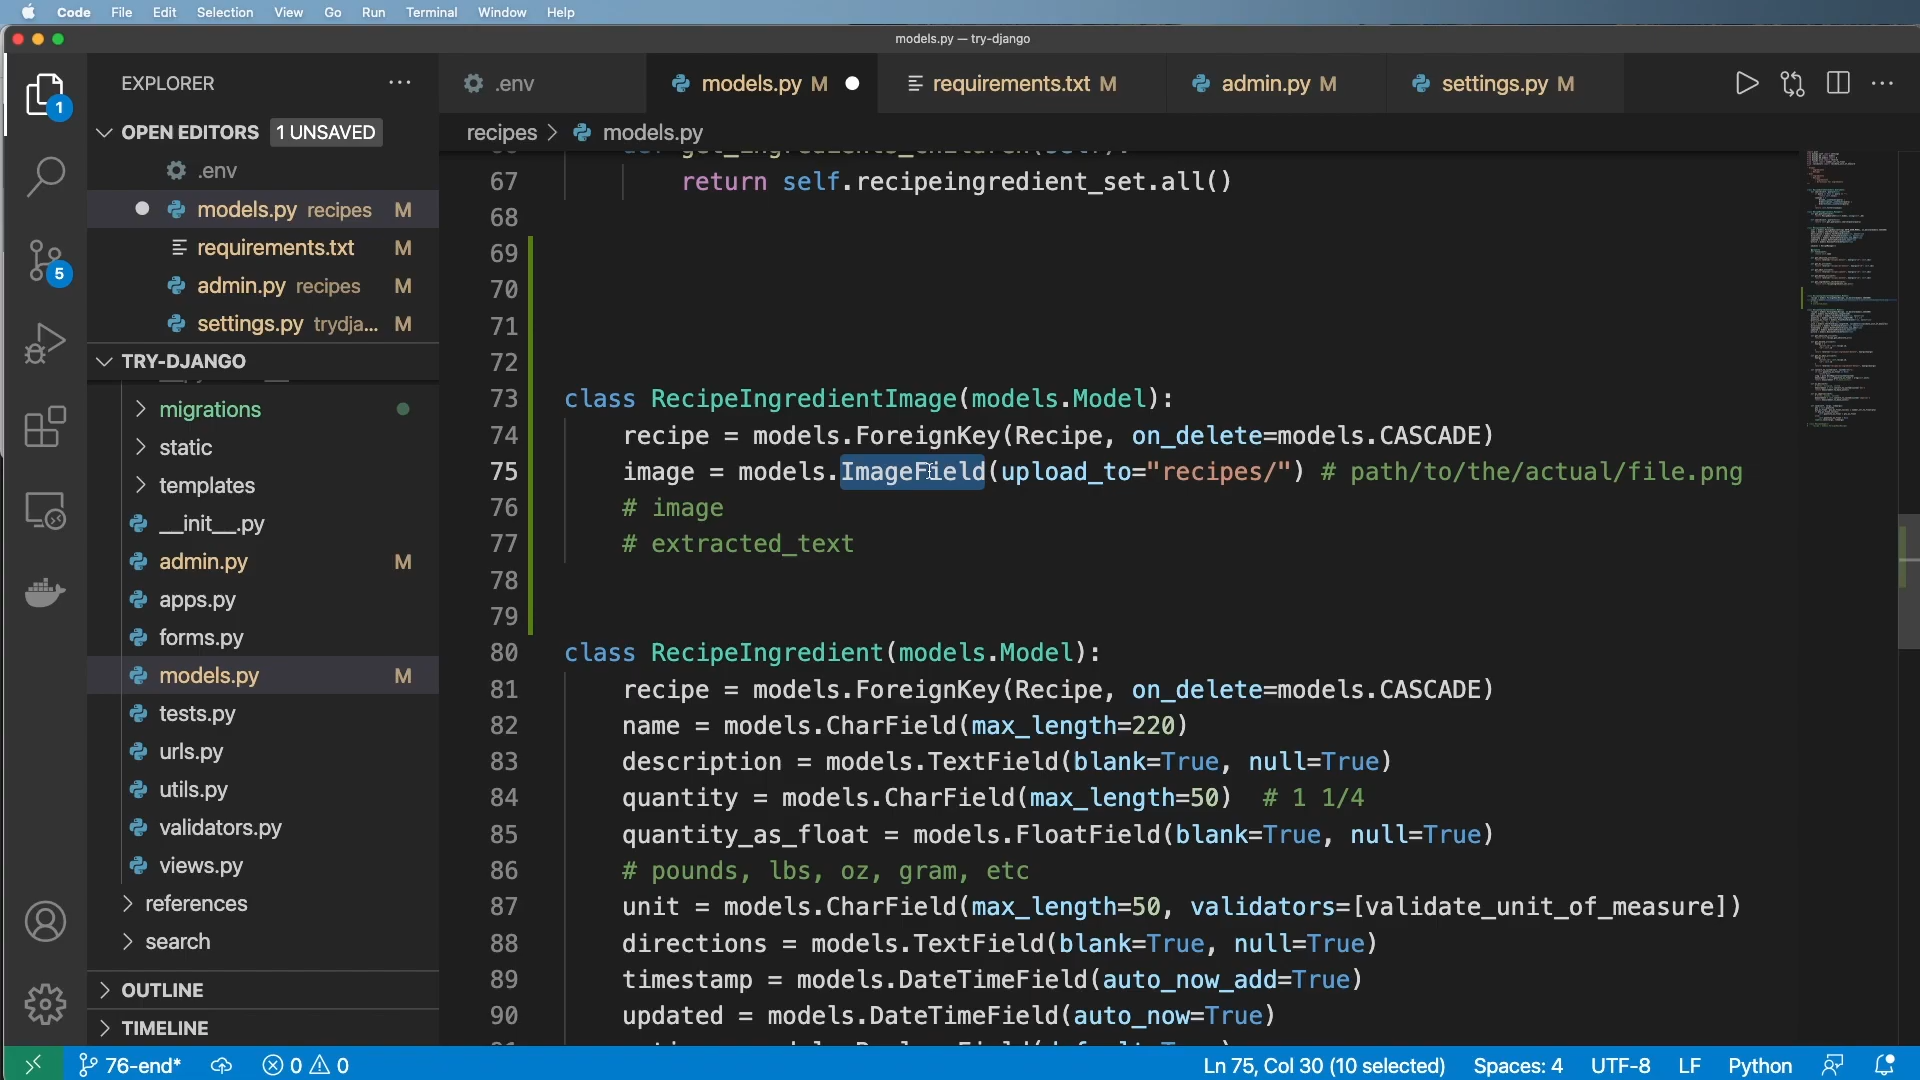 Code File Edit Selection View Go Run Terminal Window Help
models.py — try-django
EXPLORER
OPEN EDITORS 1 UNSAVED
.env
models.py recipes M
requirements.txt M
admin.py recipes M
settings.py trydja... M
TRY-DJANGO
migrations
static
templates
__init__.py
admin.py M
apps.py
forms.py
models.py M
tests.py
urls.py
utils.py
validators.py
views.py
references
search
OUTLINE
TIMELINE
1
5
.env
models.py M
requirements.txt M
admin.py M
settings.py M
recipes > models.py
67 return self.recipeingredient_set.all()
68
69
70
71
72
73 class RecipeIngredientImage(models.Model):
74 recipe = models.ForeignKey(Recipe, on_delete=models.CASCADE)
75 image = models.ImageField(upload_to="recipes/") # path/to/the/actual/file.png
76 # image
77 # extracted_text
78
79
80 class RecipeIngredient(models.Model):
81 recipe = models.ForeignKey(Recipe, on_delete=models.CASCADE)
82 name = models.CharField(max_length=220)
83 description = models.TextField(blank=True, null=True)
84 quantity = models.CharField(max_length=50) # 1 1/4
85 quantity_as_float = models.FloatField(blank=True, null=True)
86 # pounds, lbs, oz, gram, etc
87 unit = models.CharField(max_length=50, validators=[validate_unit_of_measure])
88 directions = models.TextField(blank=True, null=True)
89 timestamp = models.DateTimeField(auto_now_add=True)
90 updated = models.DateTimeField(auto_now=True)
76-end* 0 0 Ln 75, Col 30 (10 selected) Spaces: 4 UTF-8 LF Python